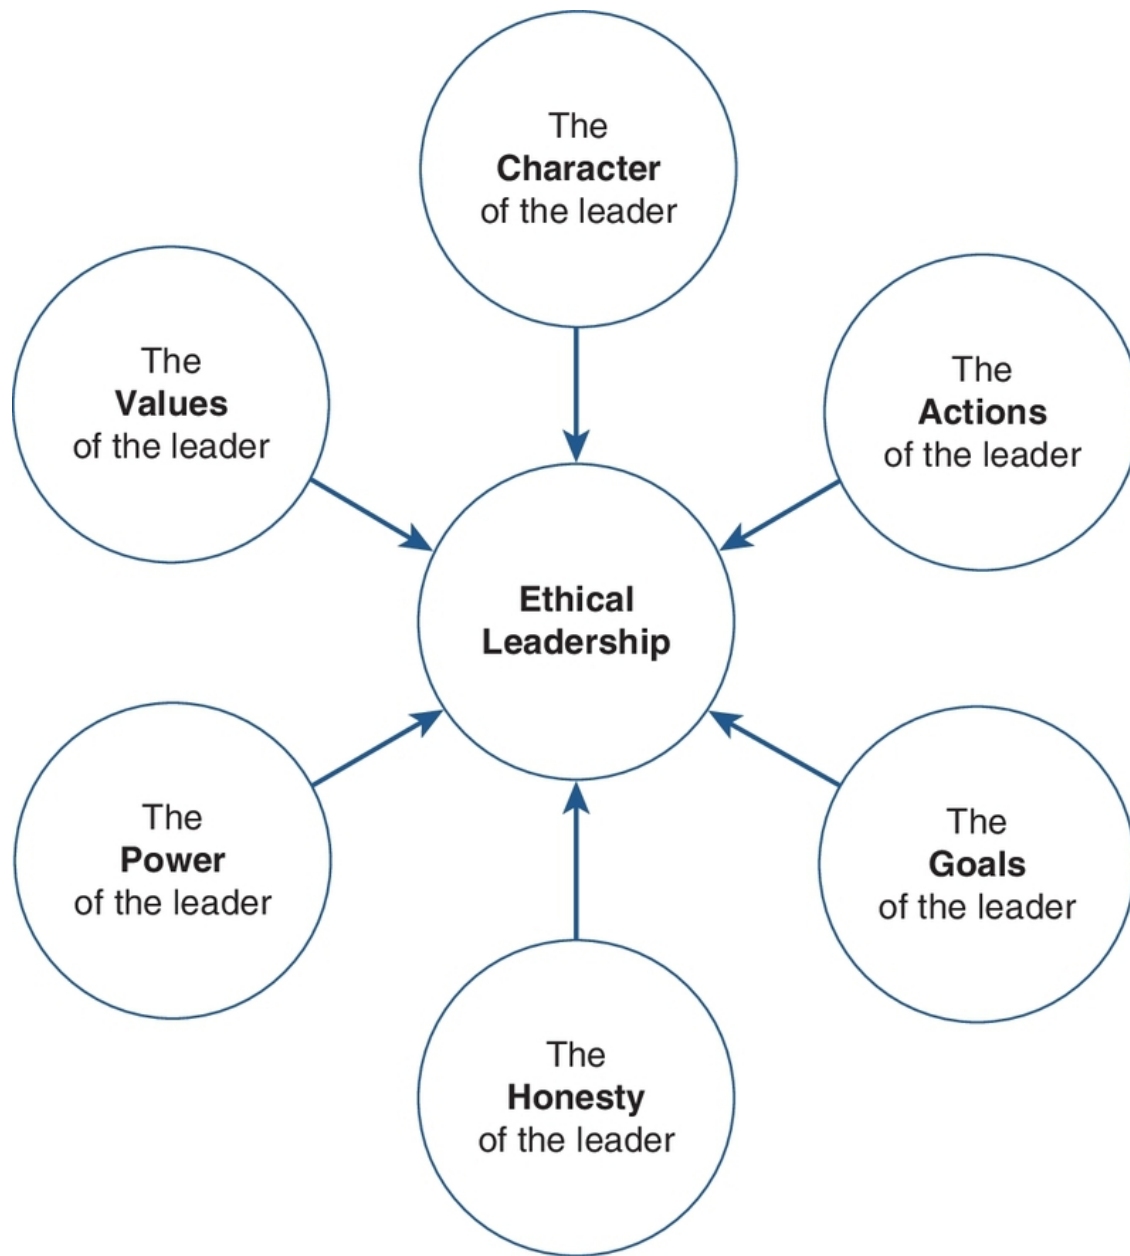 The
Character
of the leader
The
Values
of the leader
The
Actions
of the leader
Ethical
Leadership
The
Power
of the leader
The
Goals
of the leader
The
Honesty
of the leader